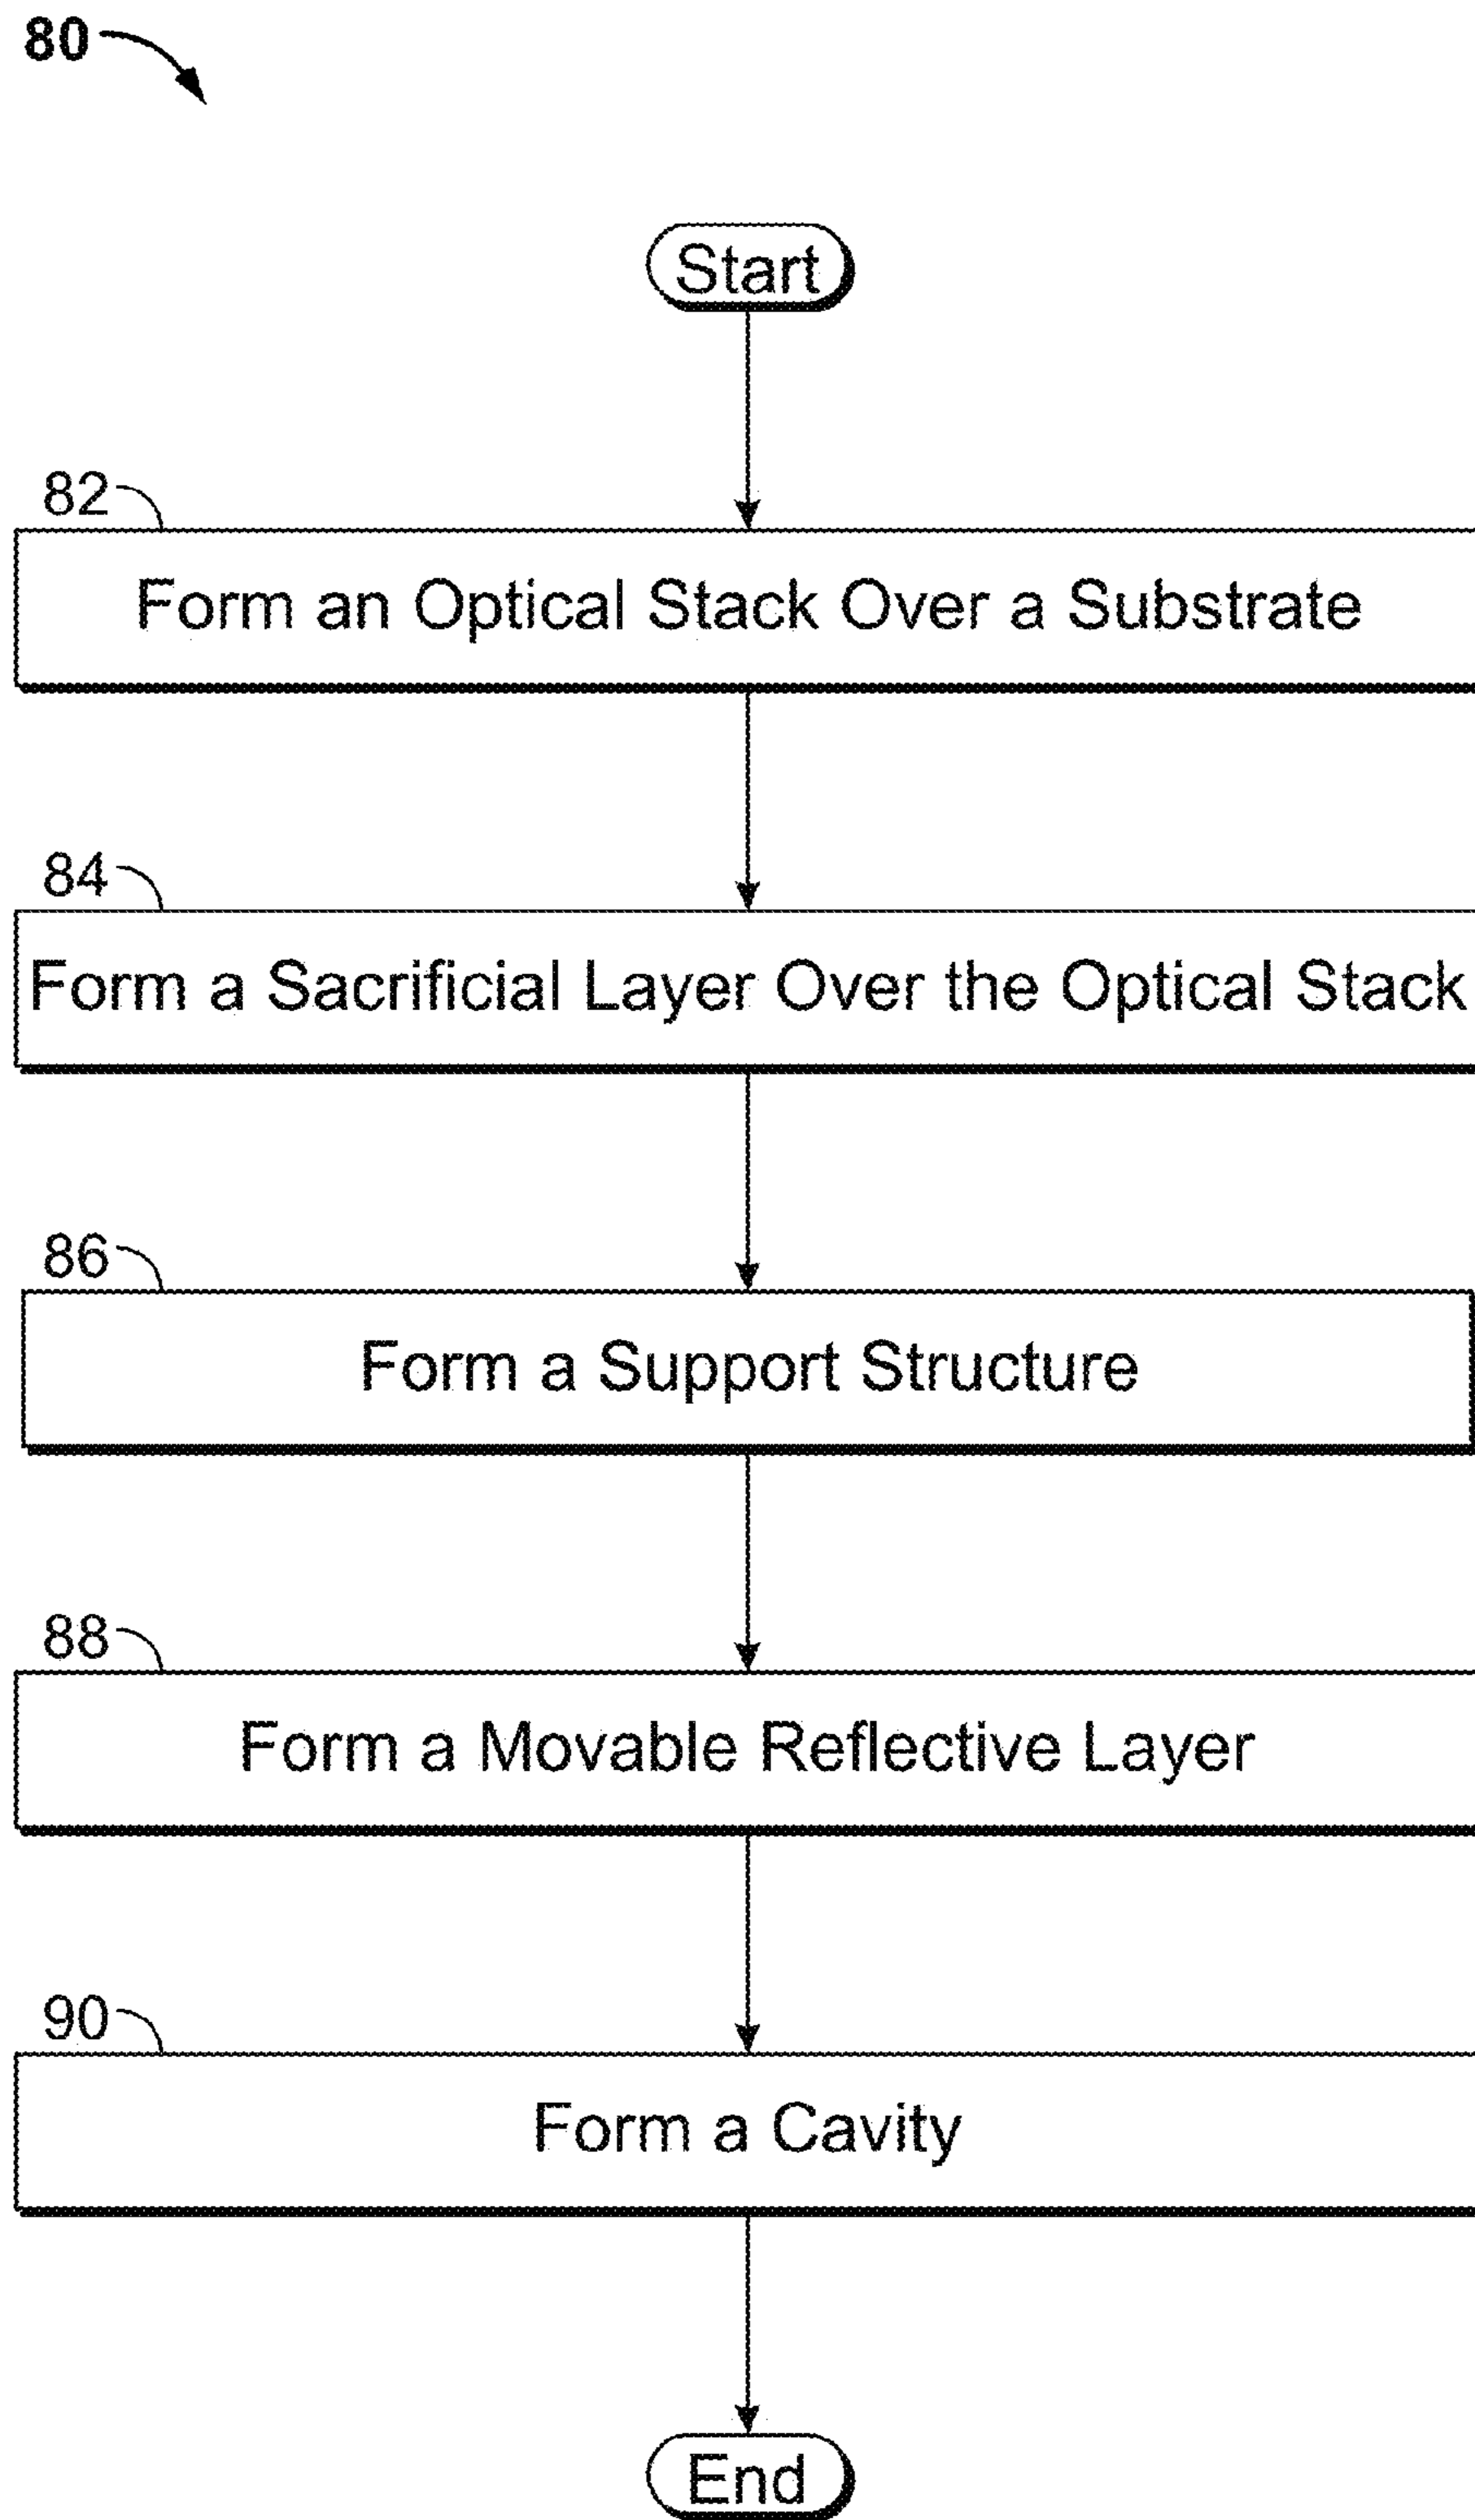 80
Start
82
Form an Optical Stack Over a Substrate
84
Form a Sacrificial Layer Over the Optical Stack
86
Form a Support Structure
88
Form a Movable Reflective Layer
90
Form a Cavity
End